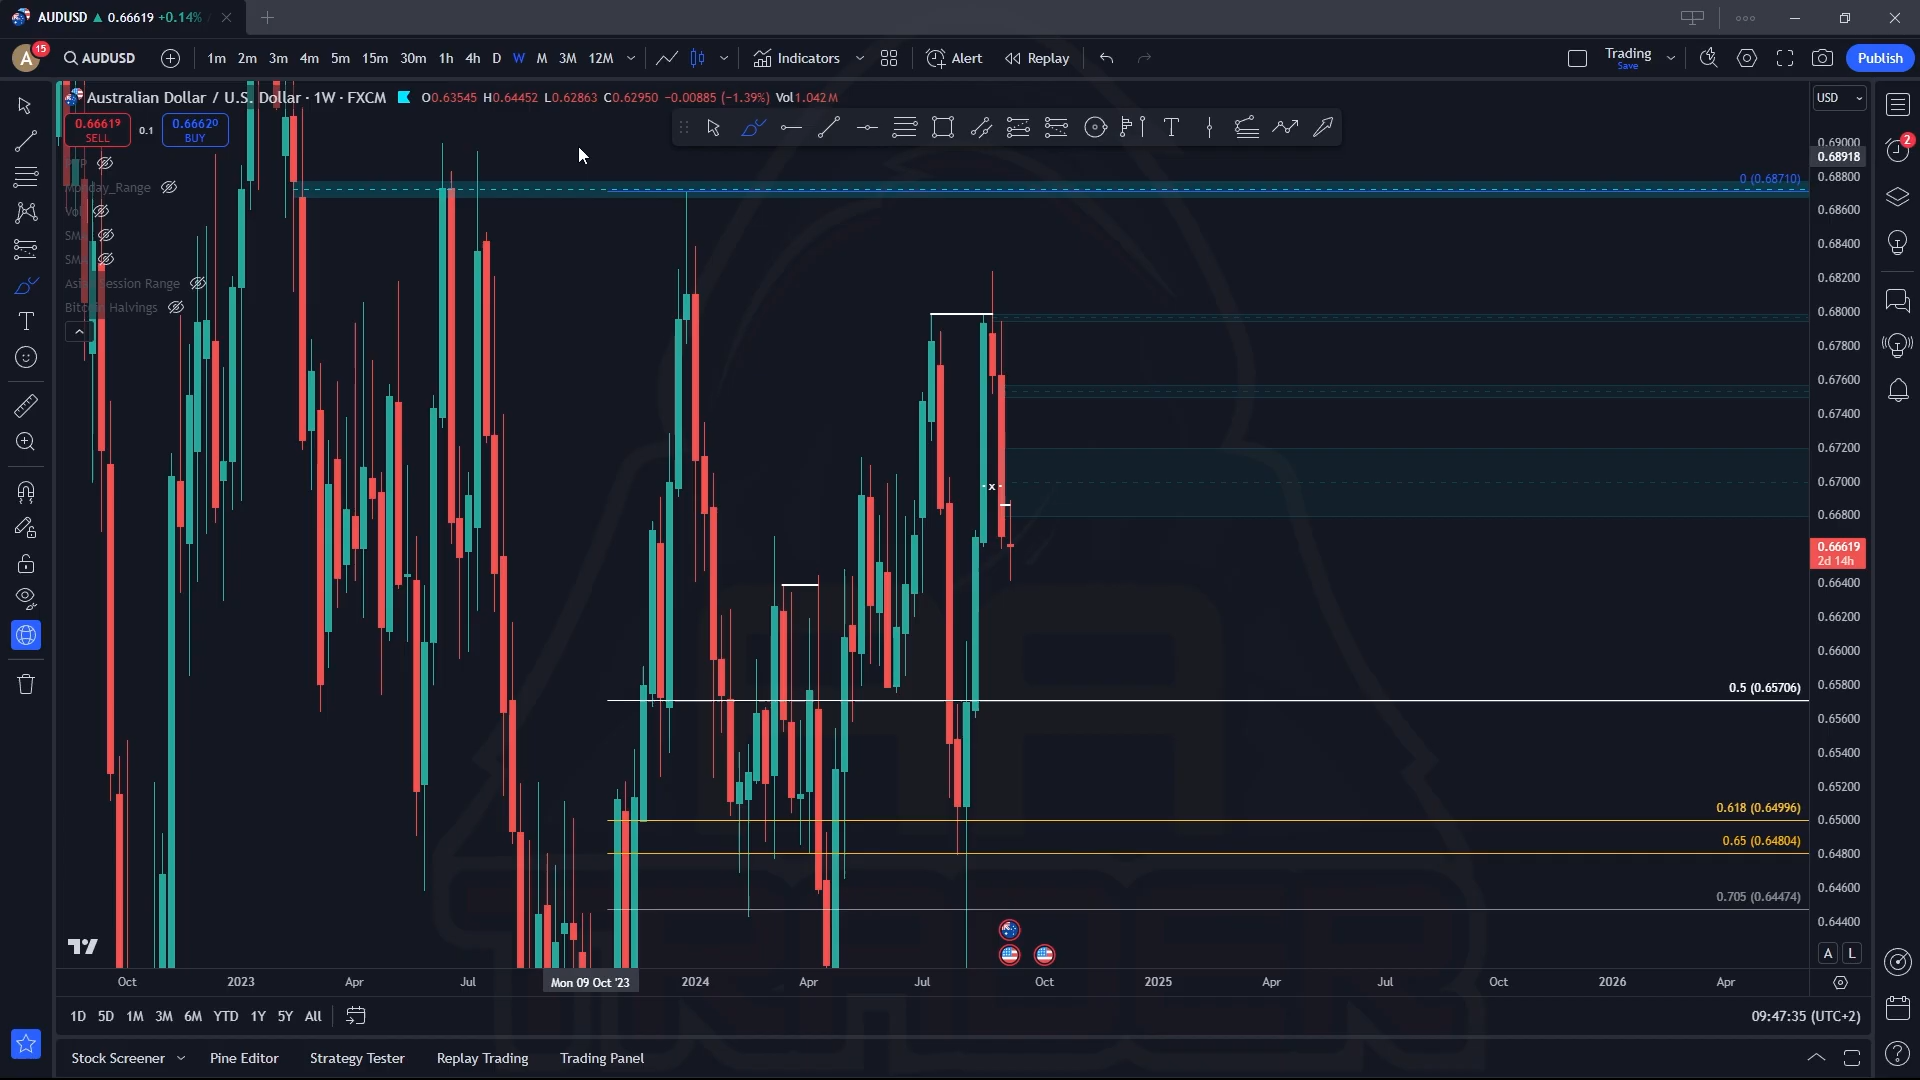 AUDUSD ▲ 0.66619 +0.14%
A 15 AUDUSD 1m 2m 3m 4m 5m 15m 30m 1h 4h D W M 3M 12M Indicators Alert Replay Trading Save Publish
Australian Dollar / U.S. Dollar · 1W · FXCM O0.63545 H0.64452 L0.62863 C0.62950 −0.00885 (−1.39%) Vol1.042M
USD
0.66619 SELL 0.1 0.66620 BUY
Monday_Range
Vol
SMA
SMA
Asian Session Range
Bitcoin Halvings
0 (0.68710)
x
0.5 (0.65706)
0.618 (0.64996)
0.65 (0.64804)
0.705 (0.64474)
0.69000
0.68918
0.68800
0.68600
0.68400
0.68200
0.68000
0.67800
0.67600
0.67400
0.67200
0.67000
0.66800
0.66619
2d 14h
0.66400
0.66200
0.66000
0.65800
0.65600
0.65400
0.65200
0.65000
0.64800
0.64600
0.64400
2
A L
TRADER
Oct 2023 Apr Jul Mon 09 Oct '23 2024 Apr Jul Oct 2025 Apr Jul Oct 2026 Apr
1D 5D 1M 3M 6M YTD 1Y 5Y All 09:47:35 (UTC+2)
Stock Screener Pine Editor Strategy Tester Replay Trading Trading Panel